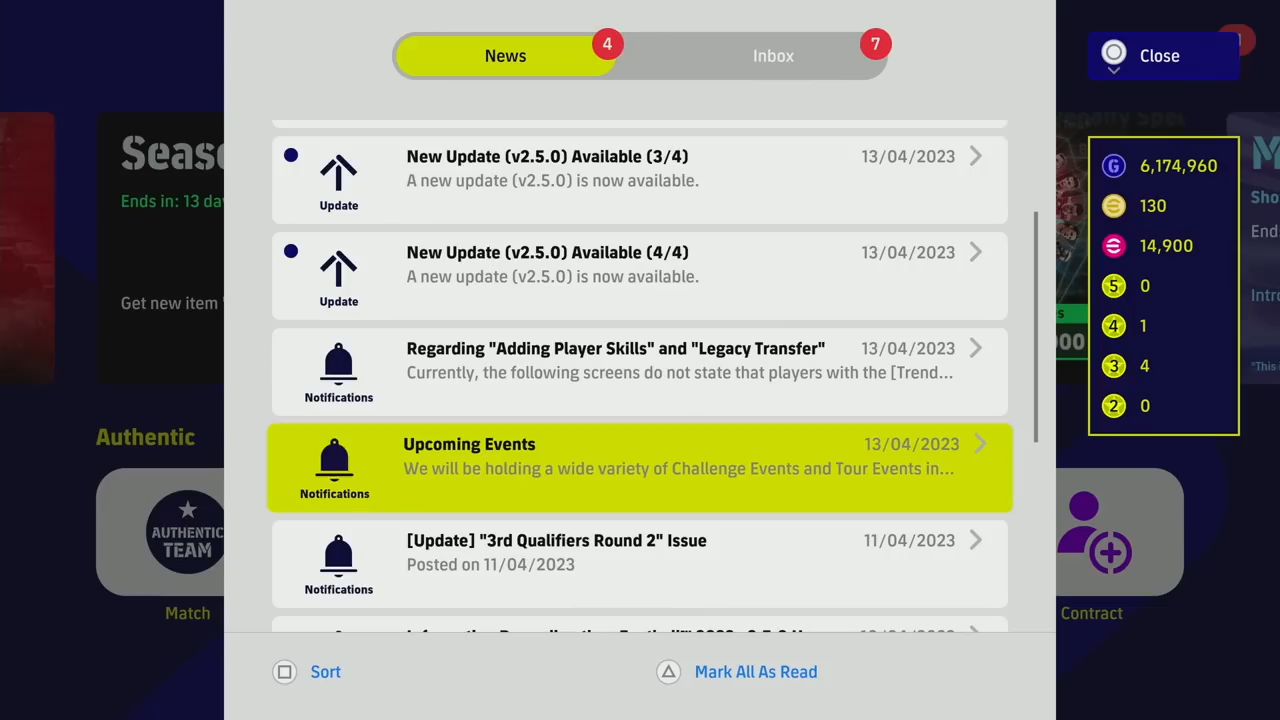 News
4
Inbox
7
Close
New Update (v2.5.0) Available (3/4)
13/04/2023
A new update (v2.5.0) is now available.
Update
New Update (v2.5.0) Available (4/4)
13/04/2023
A new update (v2.5.0) is now available.
Update
Regarding "Adding Player Skills" and "Legacy Transfer"
13/04/2023
Currently, the following screens do not state that players with the [Trend...
Notifications
Upcoming Events
13/04/2023
We will be holding a wide variety of Challenge Events and Tour Events in...
Notifications
[Update] "3rd Qualifiers Round 2" Issue
11/04/2023
Posted on 11/04/2023
Notifications
Sort
Mark All As Read
G 6,174,960
130
14,900
5 0
4 1
3 4
2 0
Seaso
Ends in: 13 da
Get new item
Authentic
AUTHENTIC
TEAM
Match
Contract
Sho
End
Intr
"This